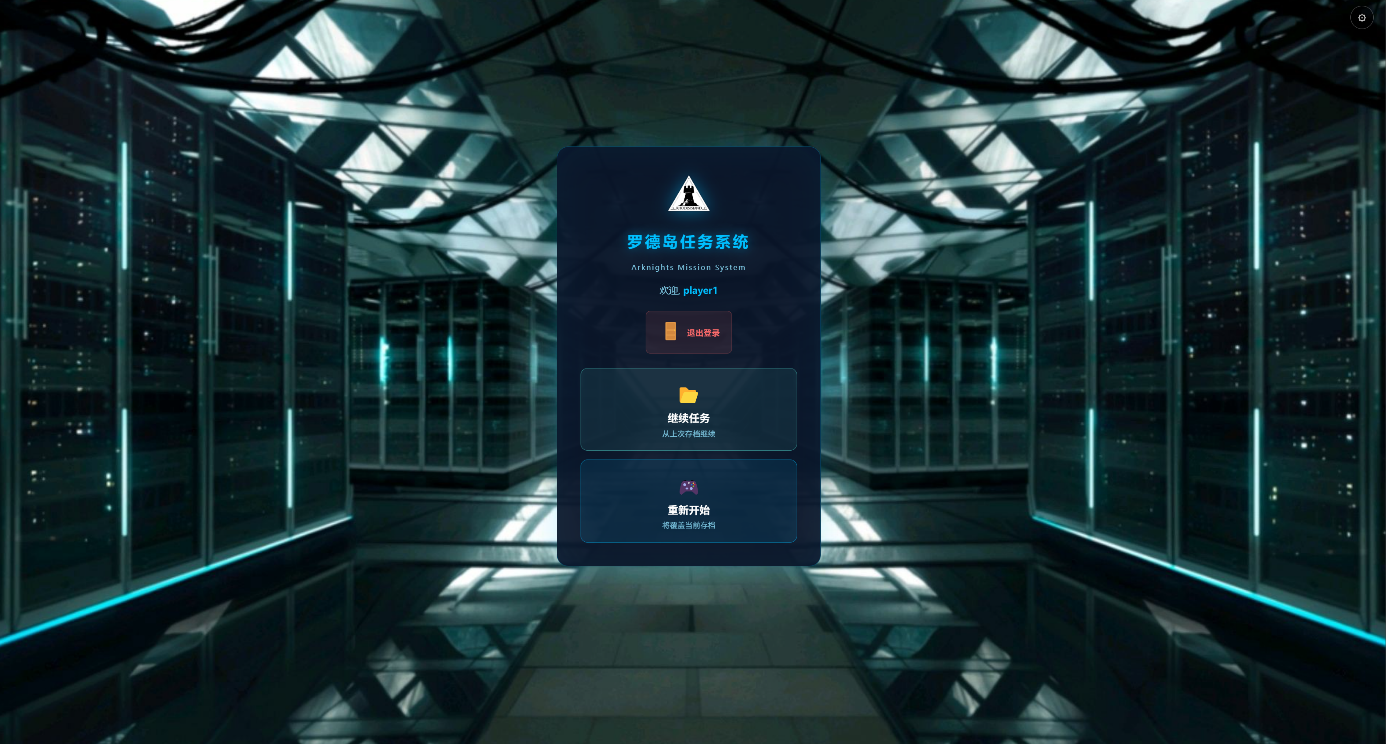 罗德岛任务系统
Arknights Mission System
欢迎, player1
退出登录
继续任务
从上次存档继续
重新开始
将覆盖当前存档